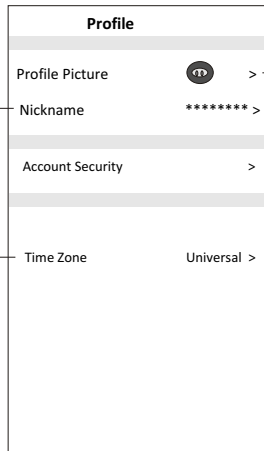 Profile
Profile Picture >
Nickname ******** >
Account Security >
Time Zone Universal >